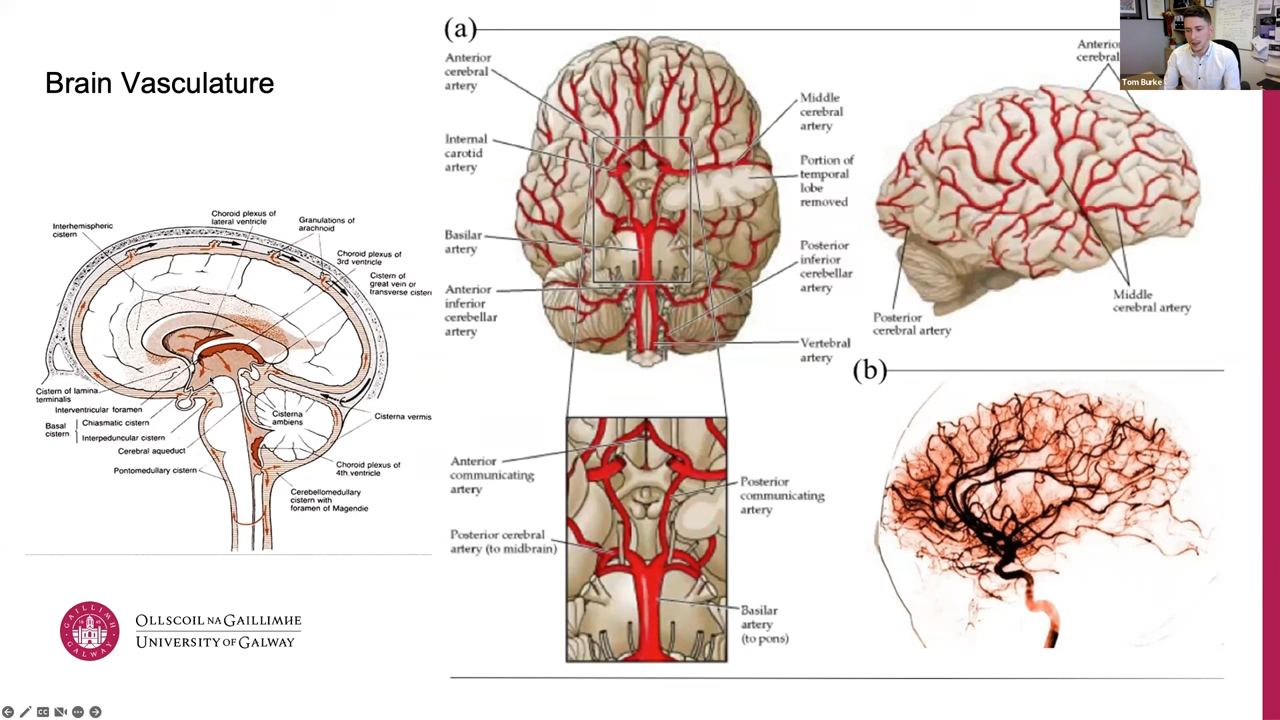 Brain Vasculature
Interhemispheric
cistern
Choroid plexus of
lateral ventricle
Granulations of
arachnoid
Choroid plexus of
3rd ventricle
Cistern of
great vein or
transverse cistern
Cistern of lamina
terminalis
Interventricular foramen
Basal
cistern
Chiasmatic cistern
Interpeduncular cistern
Cerebral aqueduct
Pontomedullary cistern
Cisterna
ambiens
Cisterna vermis
Choroid plexus of
4th ventricle
Cerebellomedullary
cistern with
foramen of Magendie
GAILLIMH
GALWAY
OLLSCOIL NA GAILLIMHE
UNIVERSITY OF GALWAY
(a)
Anterior
cerebral
artery
Internal
carotid
artery
Basilar
artery
Anterior
inferior
cerebellar
artery
Middle
cerebral
artery
Portion of
temporal
lobe
removed
Posterior
inferior
cerebellar
artery
Vertebral
artery
Anterior
communicating
artery
Posterior cerebral
artery (to midbrain)
Posterior
communicating
artery
Basilar
artery
(to pons)
Anterio
cerebral
Posterior
cerebral artery
Middle
cerebral artery
(b)
Tom Burke
CC